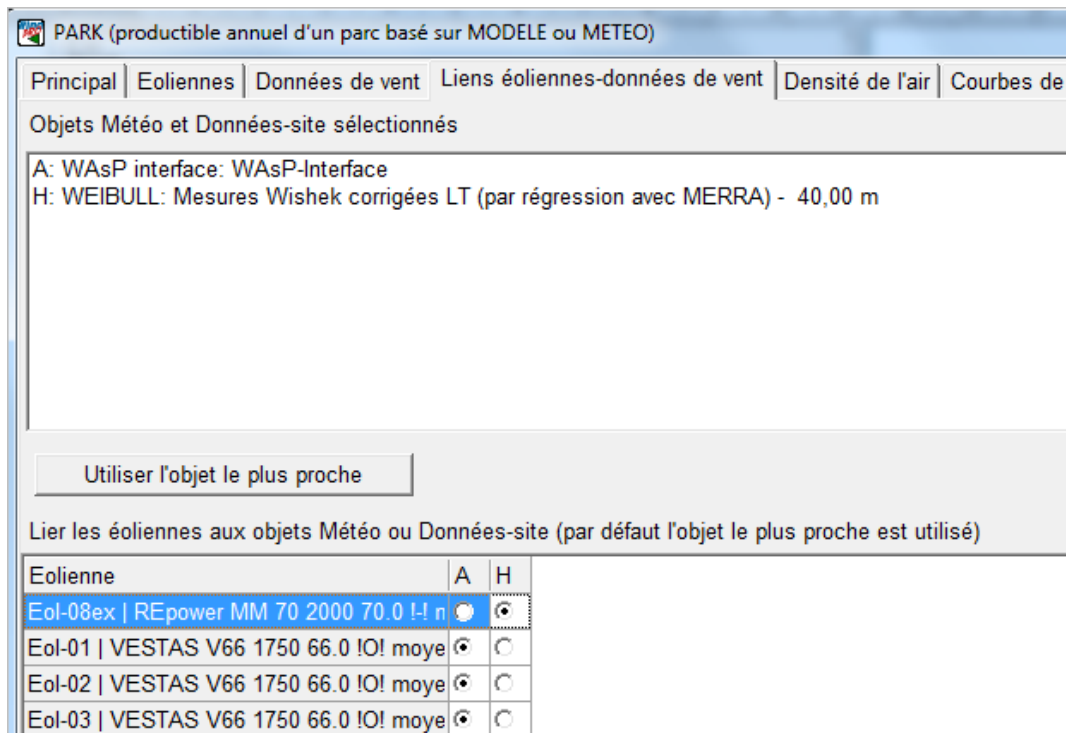 PARK (productible annuel d'un parc basé sur MODELE ou METEO)
Principal Eoliennes Données de vent Liens éoliennes-données de vent Densité de l'air Courbes de
Objets Météo et Données-site sélectionnés
A: WAsP interface: WAsP-Interface
H: WEIBULL: Mesures Wishek corrigées LT (par régression avec MERRA) - 40,00 m
Utiliser l'objet le plus proche
Lier les éoliennes aux objets Météo ou Données-site (par défaut l'objet le plus proche est utilisé)
Eolienne A H
Eol-08ex | REpower MM 70 2000 70.0 !-! n
Eol-01 | VESTAS V66 1750 66.0 !O! moye
Eol-02 | VESTAS V66 1750 66.0 !O! moye
Eol-03 | VESTAS V66 1750 66.0 !O! moye